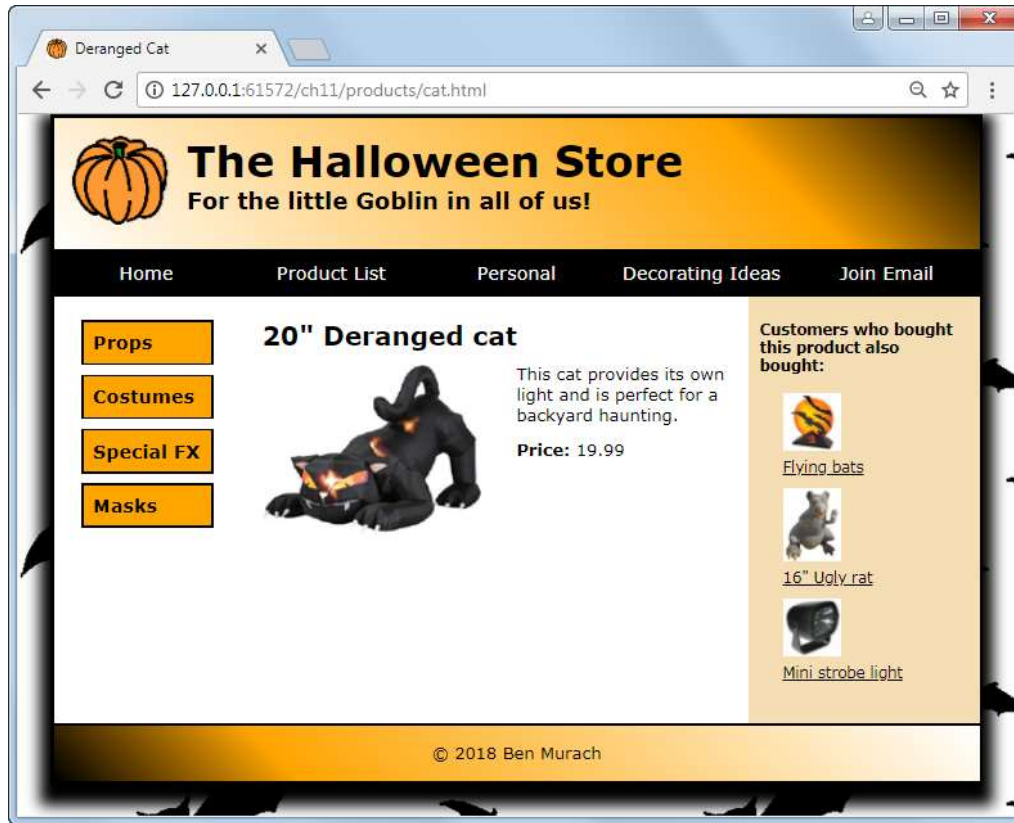 Deranged Cat
127.0.0.1:61572/ch11/products/cat.html
The Halloween Store
For the little Goblin in all of us!
Home Product List Personal Decorating Ideas Join Email
Props
Costumes
Special FX
Masks
20" Deranged cat
This cat provides its own
light and is perfect for a
backyard haunting.
Price: 19.99
Customers who bought
this product also
bought:
Flying bats
16" Ugly rat
Mini strobe light
© 2018 Ben Murach